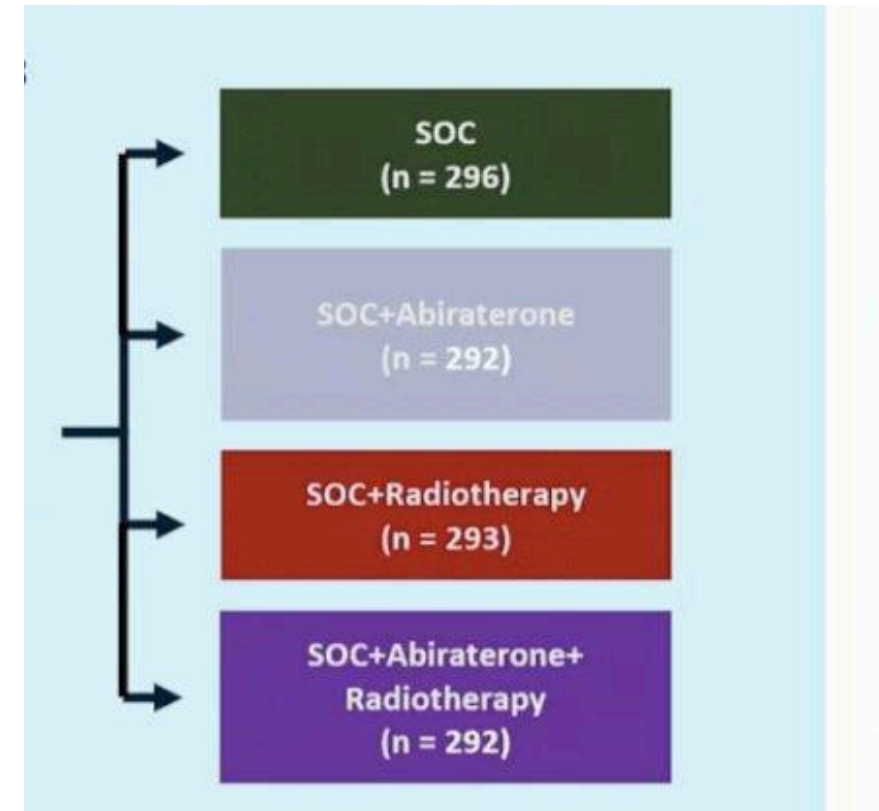 SOC
(n = 296)
SOC+Abiraterone
(n = 292)
SOC+Radiotherapy
(n = 293)
SOC+Abiraterone+
Radiotherapy
(n = 292)